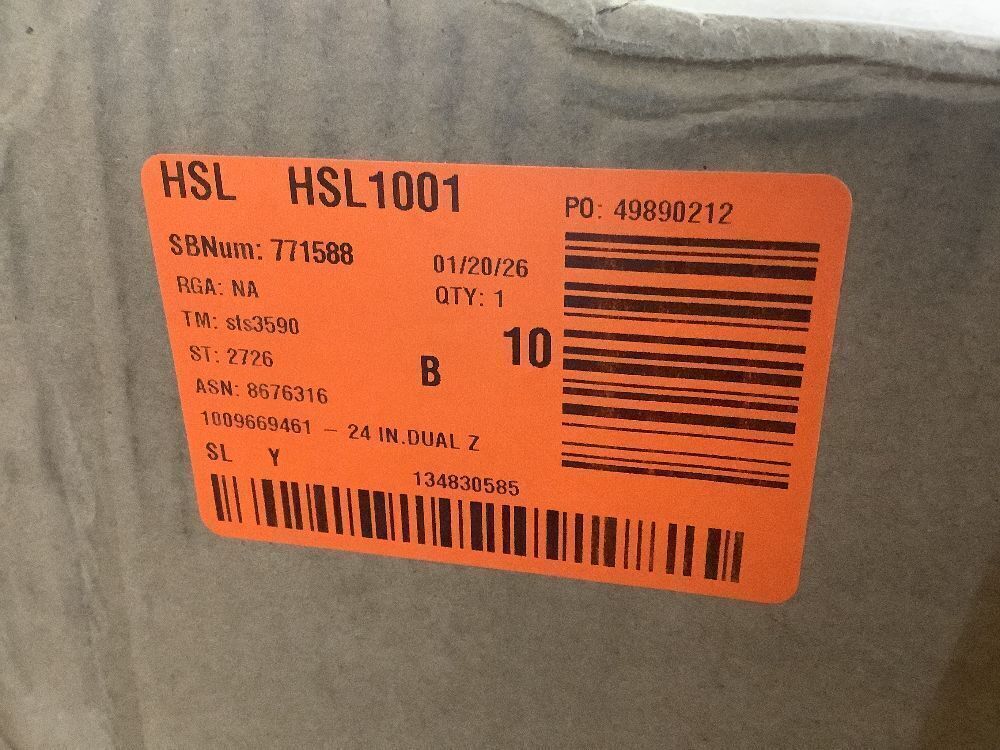 HSL HSL1001
PO: 49890212
SBNum: 771588
01/20/26
RGA: NA
QTY: 1
TM: sts3590
10
ST: 2726
B
ASN: 8676316
1009669461 – 24 IN.DUAL Z
SL Y
134830585